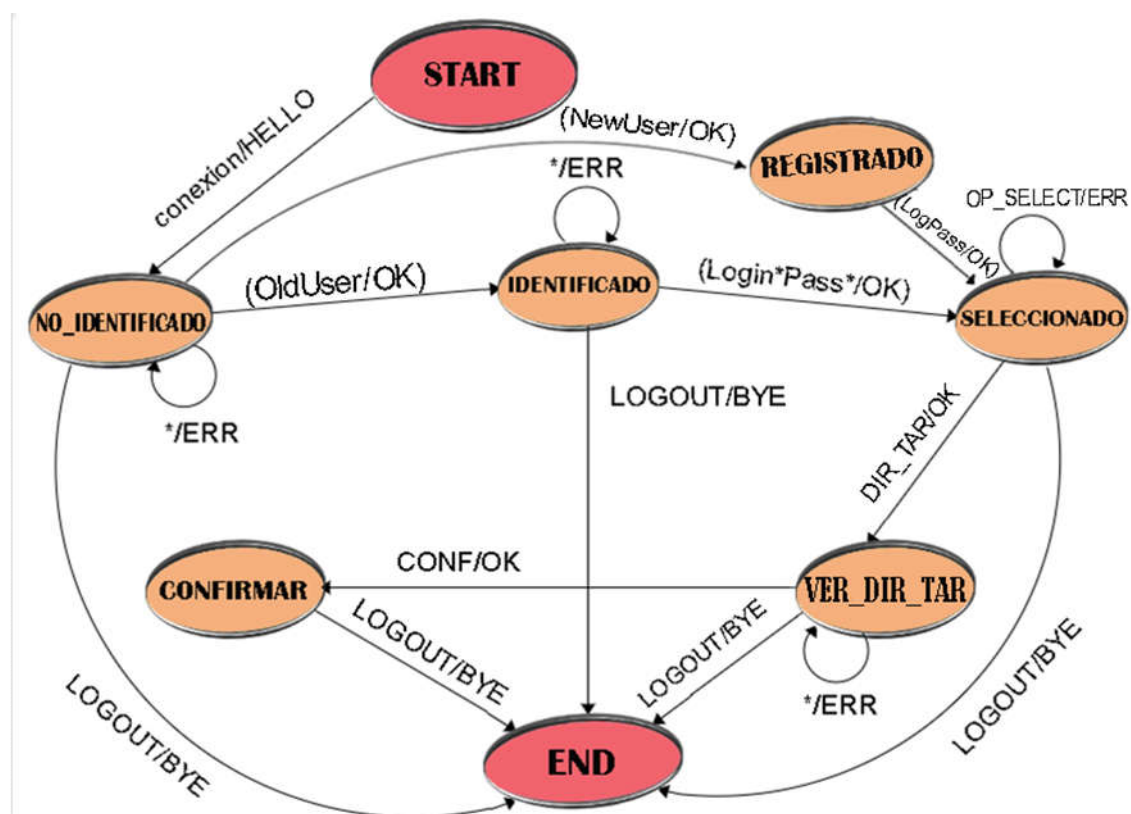 START
conexion/HELLO
(NewUser/OK)
REGISTRADO
*/ERR
OP_SELECT/ERR
(LogPass/OK)
(OldUser/OK)
IDENTIFICADO
(Login*Pass*/OK)
NO_IDENTIFICADO
SELECCIONADO
*/ERR
LOGOUT/BYE
DIR_TAR/OK
CONF/OK
CONFIRMAR
VER_DIR_TAR
LOGOUT/BYE
LOGOUT/BYE
*/ERR
LOGOUT/BYE
LOGOUT/BYE
END